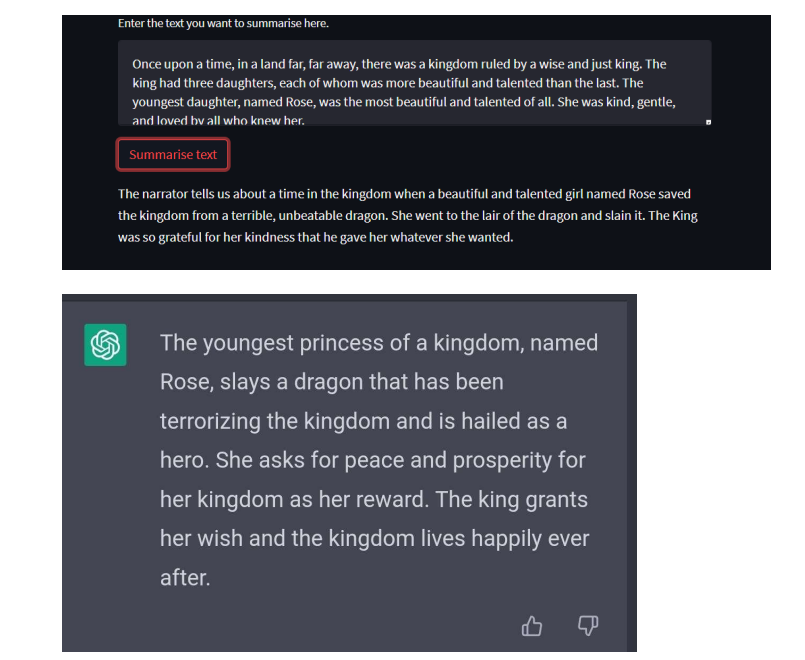 Enter the text you want to summarise here.
Once upon a time, in a land far, far away, there was a kingdom ruled by a wise and just king. The
king had three daughters, each of whom was more beautiful and talented than the last. The
youngest daughter, named Rose, was the most beautiful and talented of all. She was kind, gentle,
and loved by all who knew her.
Summarise text
The narrator tells us about a time in the kingdom when a beautiful and talented girl named Rose saved
the kingdom from a terrible, unbeatable dragon. She went to the lair of the dragon and slain it. The King
was so grateful for her kindness that he gave her whatever she wanted.
The youngest princess of a kingdom, named
Rose, slays a dragon that has been
terrorizing the kingdom and is hailed as a
hero. She asks for peace and prosperity for
her kingdom as her reward. The king grants
her wish and the kingdom lives happily ever
after.